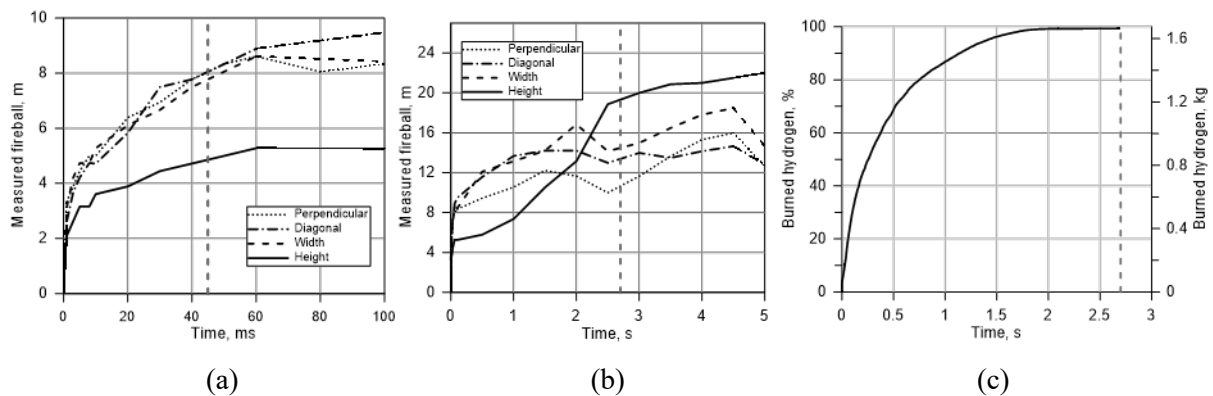 10
8
6
4
2
0
Measured fireball, m
Perpendicular
Diagonal
Width
Height
0
20
40
60
80
100
Time, ms
(a)
24
20
16
12
8
4
0
Measured fireball, m
Perpendicular
Diagonal
Width
Height
0
1
2
3
4
5
Time, s
(b)
100
80
60
40
20
0
Burned hydrogen, %
1.6
1.2
0.8
0.4
0
Burned hydrogen, kg
0
0.5
1
1.5
2
2.5
3
Time, s
(c)